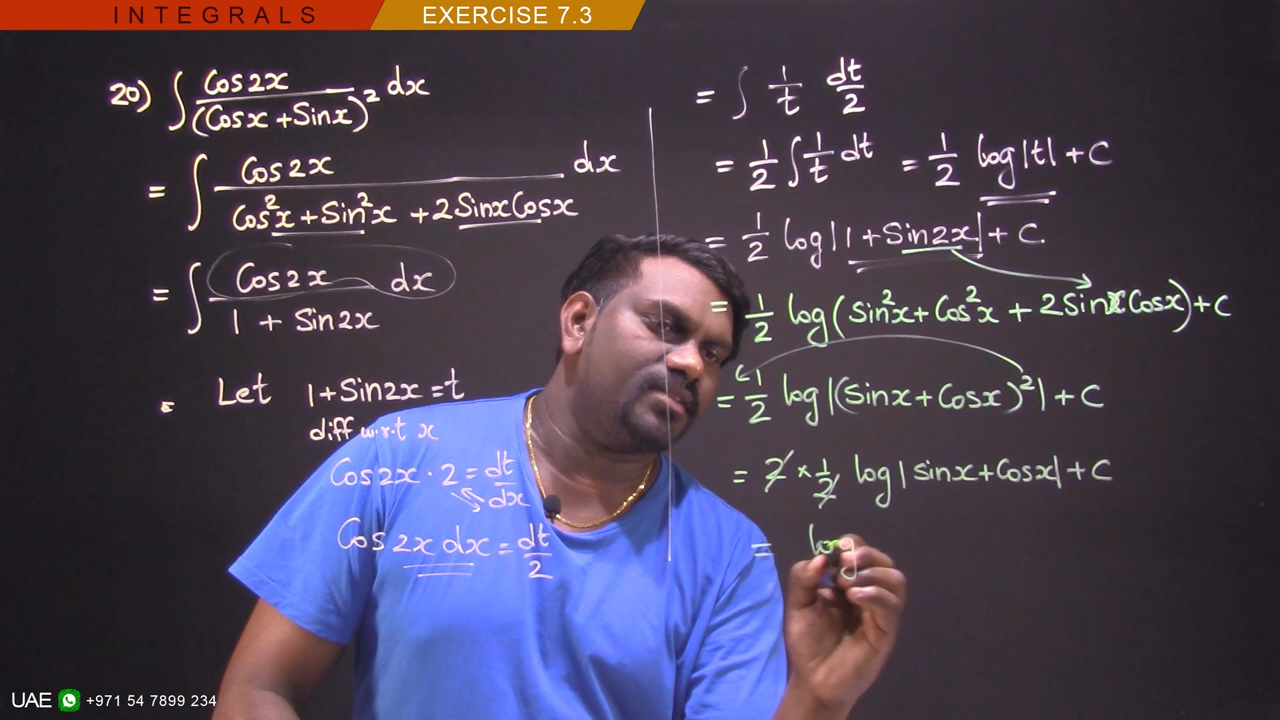 INTEGRALS
EXERCISE 7.3
20) ∫ Cos2x / (Cosx + Sinx)² dx
= ∫ Cos2x / Cos²x + Sin²x + 2SinxCosx dx
= ∫ Cos2x dx / 1 + Sin2x
= Let 1+Sin2x = t
diff w.r.t x
Cos2x · 2 = dt/dx
Cos2x dx = dt/2
= ∫ 1/t dt/2
= 1/2 ∫ 1/t dt = 1/2 log|t| + C
= 1/2 log|1+Sin2x| + C.
= 1/2 log(Sin²x + Cos²x + 2SinxCosx) + C
= 1/2 log|(Sinx + Cosx)²| + C
= 2 × 1/2 log|Sinx + Cosx| + C
= log
UAE +971 54 7899 234